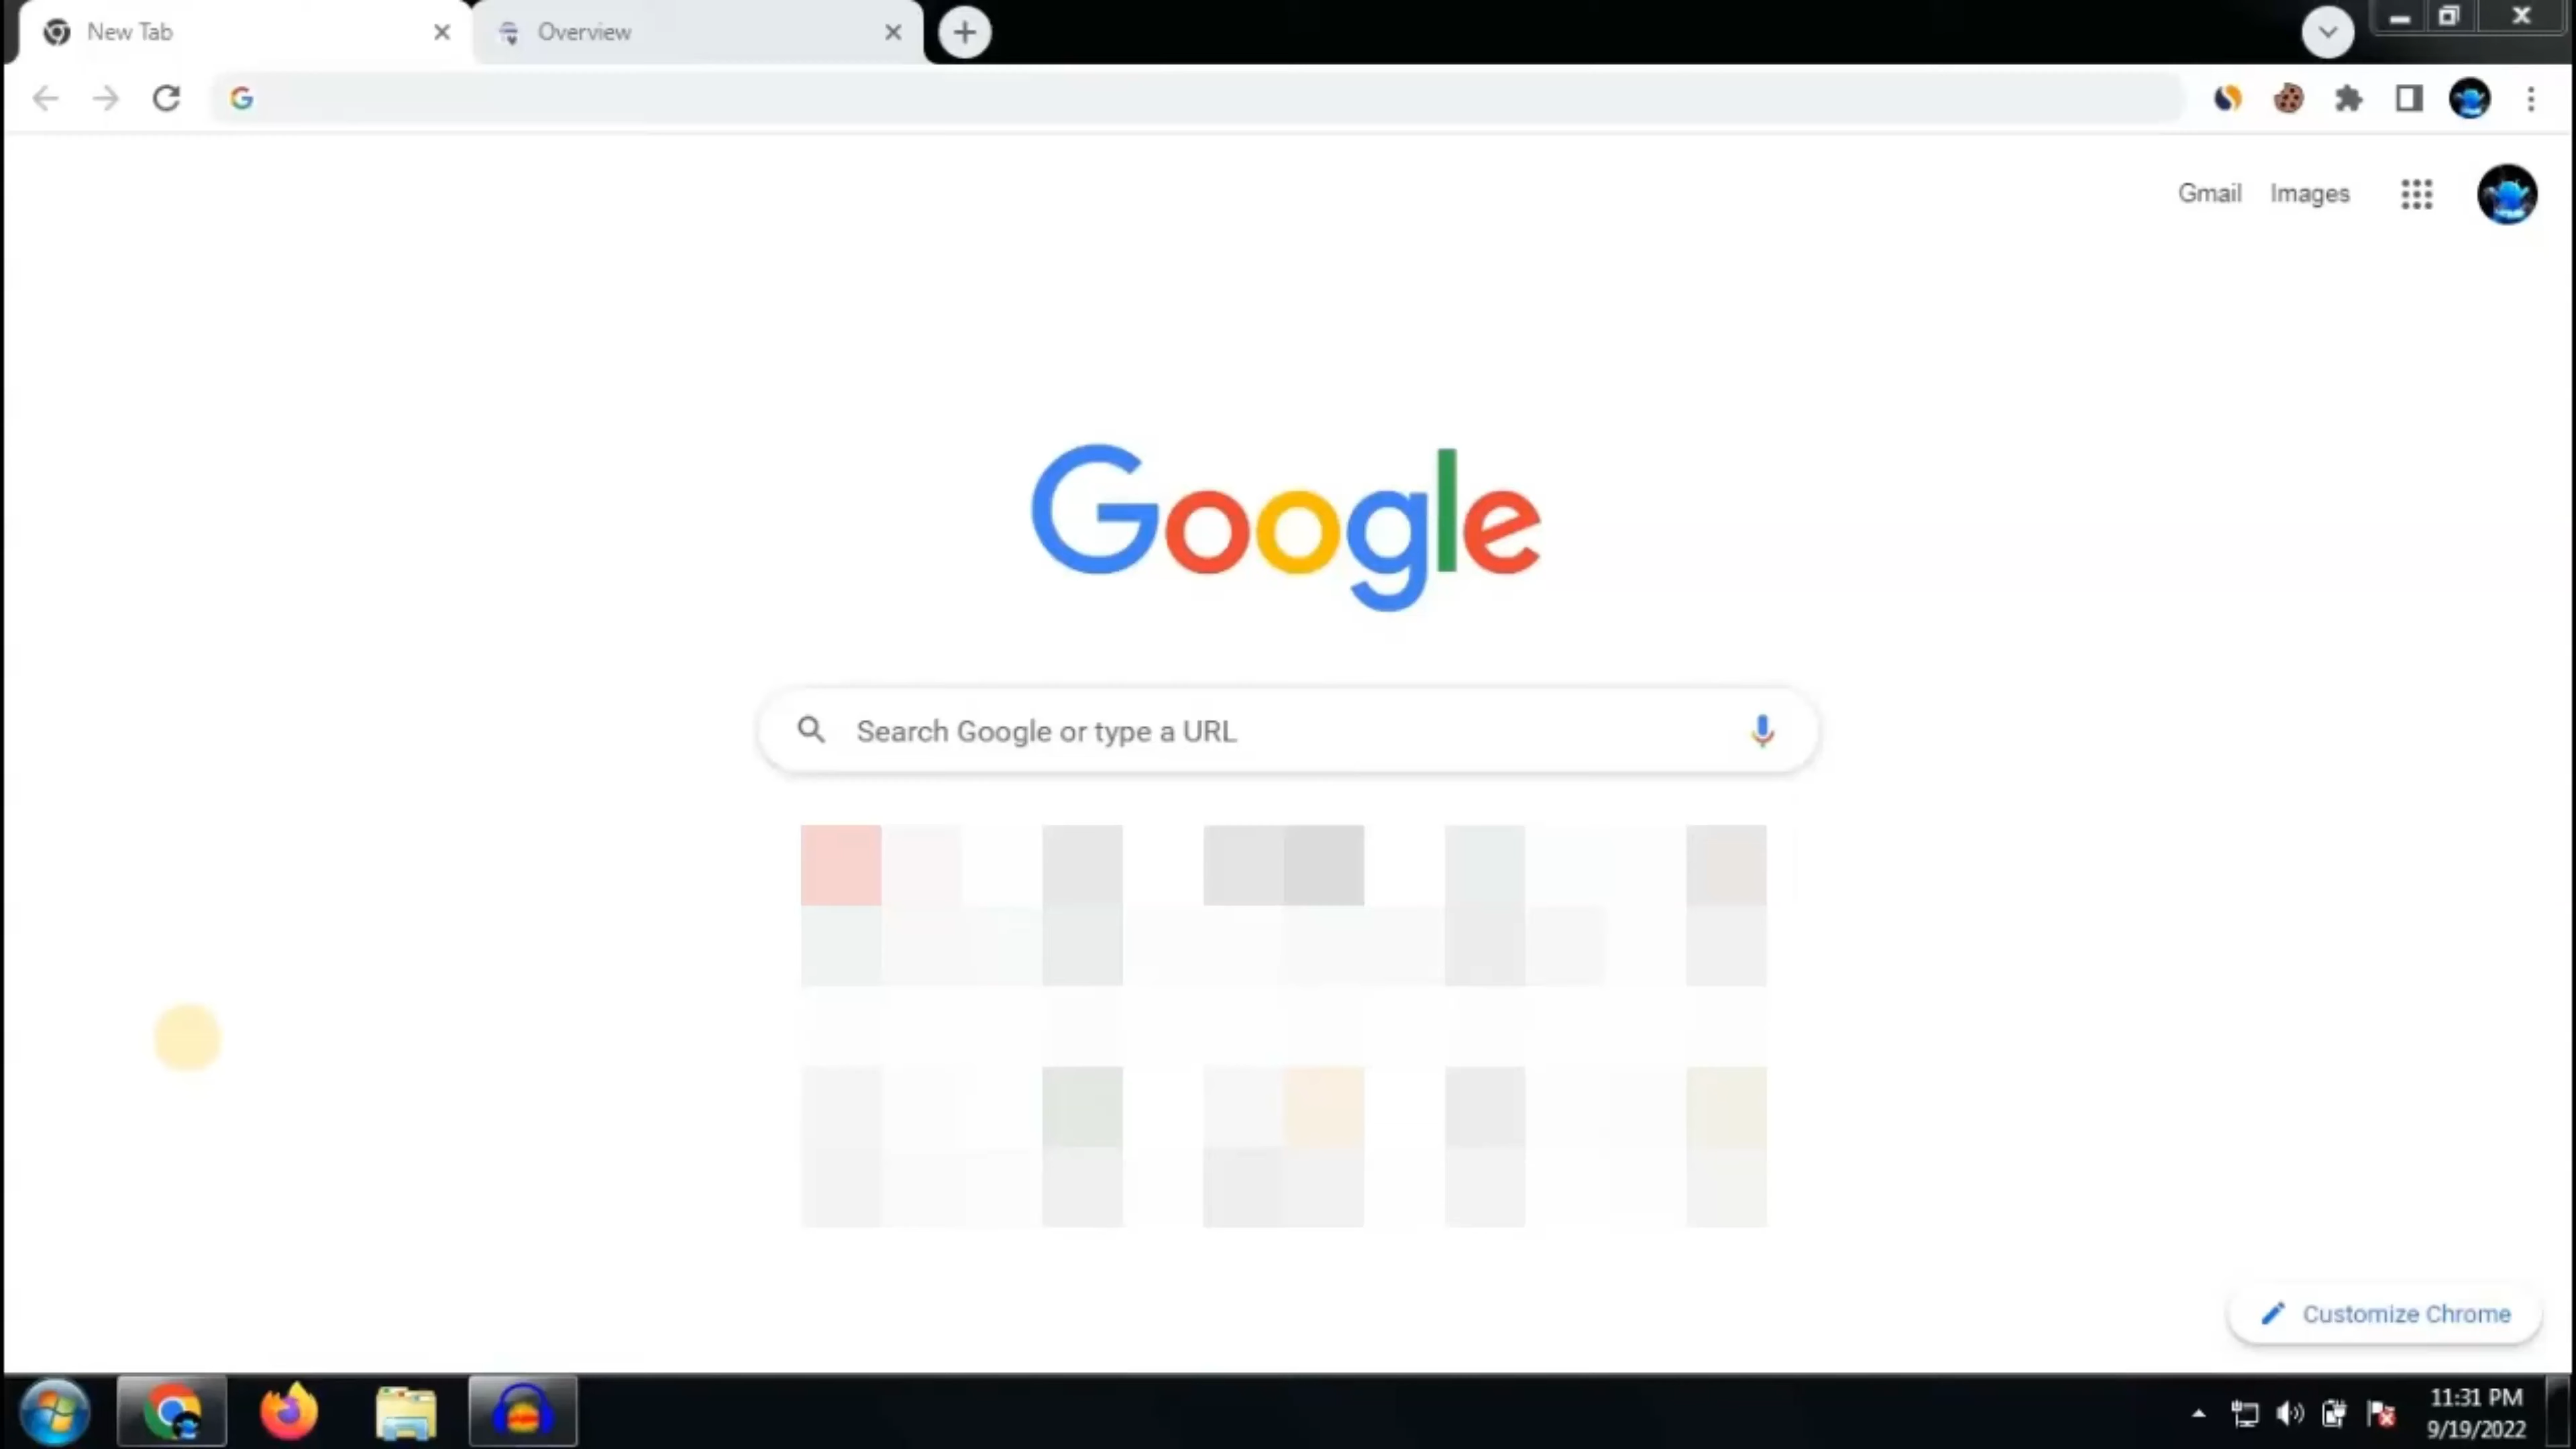 New Tab
Overview
Gmail
Images
Google
Search Google or type a URL
Customize Chrome
11:31 PM
9/19/2022